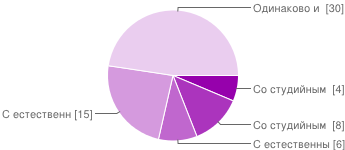 Одинаково и [30]
Со студийным [4]
Со студийным [8]
С естественны [6]
С естественн [15]